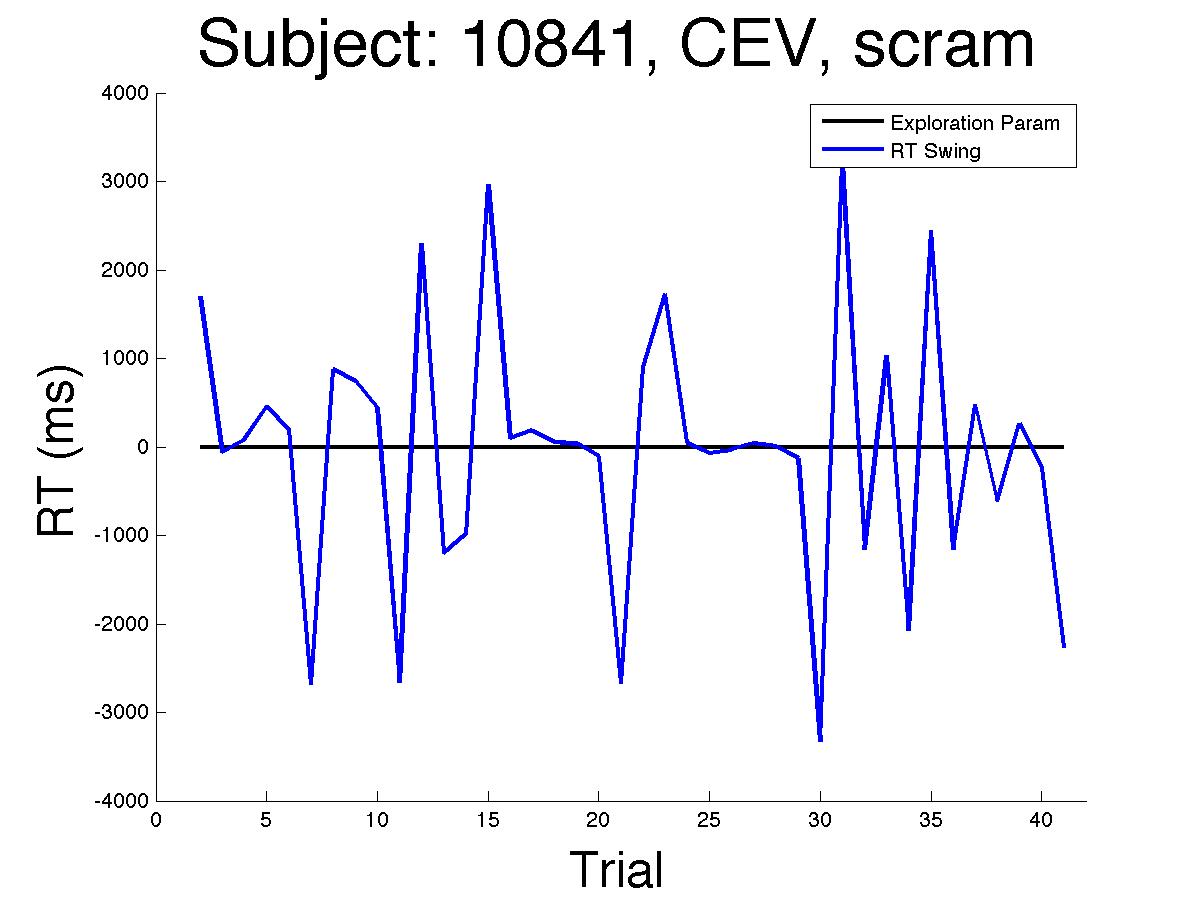 Subject: 10841, CEV, scram
4000
3000
2000
1000
0
-1000
-2000
-3000
-4000
RT (ms)
Exploration Param
RT Swing
0 5 10 15 20 25 30 35 40
Trial